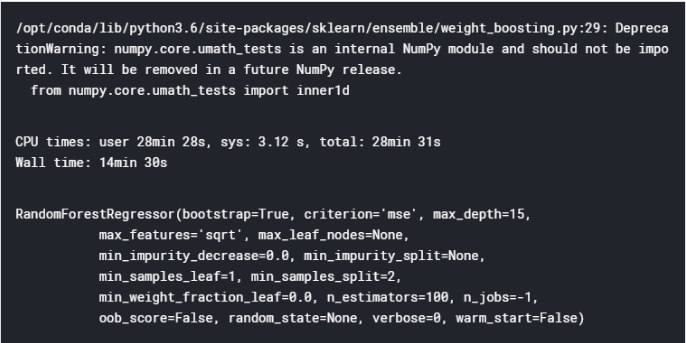 /opt/conda/lib/python3.6/site-packages/sklearn/ensemble/weight_boosting.py:29: Depreca
tionWarning: numpy.core.umath_tests is an internal NumPy module and should not be impo
rted. It will be removed in a future NumPy release.
  from numpy.core.umath_tests import inner1d
CPU times: user 28min 28s, sys: 3.12 s, total: 28min 31s
Wall time: 14min 30s
RandomForestRegressor(bootstrap=True, criterion='mse', max_depth=15,
           max_features='sqrt', max_leaf_nodes=None,
           min_impurity_decrease=0.0, min_impurity_split=None,
           min_samples_leaf=1, min_samples_split=2,
           min_weight_fraction_leaf=0.0, n_estimators=100, n_jobs=-1,
           oob_score=False, random_state=None, verbose=0, warm_start=False)